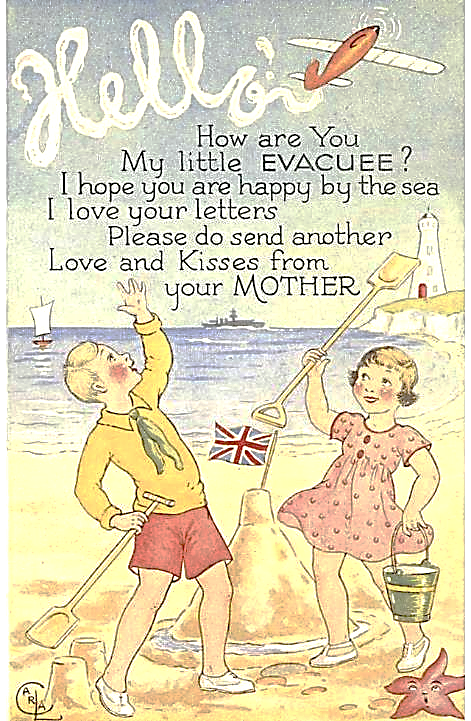 Hello
How are You
My little EVACUEE?
I hope you are happy by the sea
I love your letters
Please do send another
Love and Kisses from
your MOTHER
CARLA